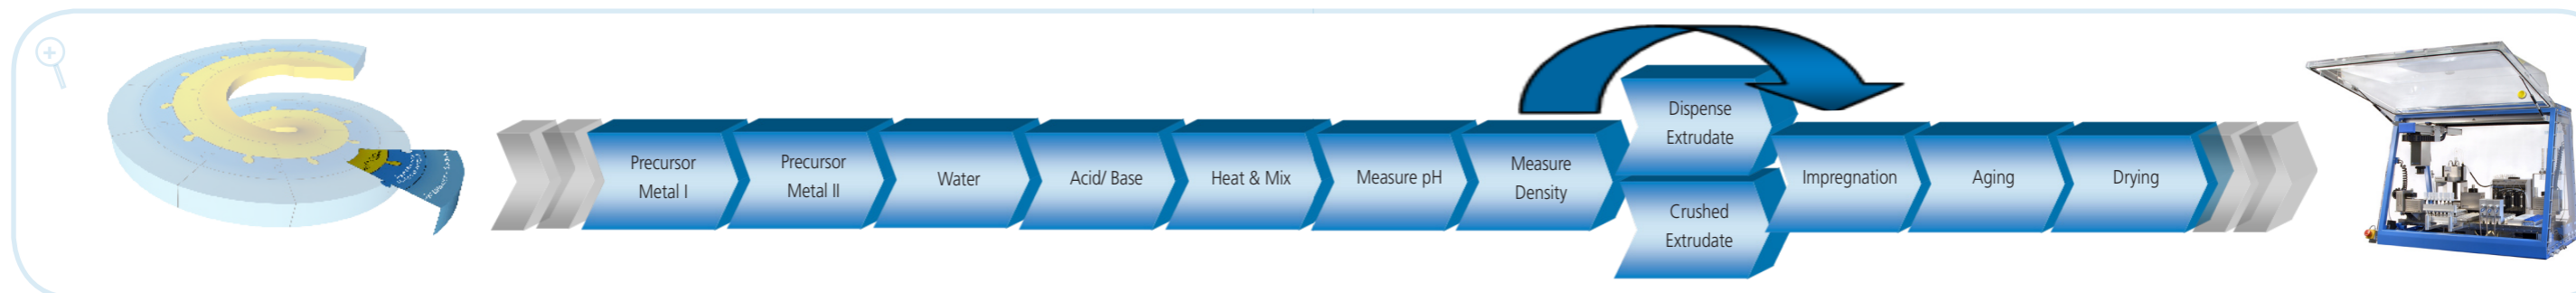 Precursor
Metal I
Precursor
Metal II
Water
Acid/ Base
Heat & Mix
Measure pH
Measure
Density
Dispense
Extrudate
Crushed
Extrudate
Impregnation
Aging
Drying